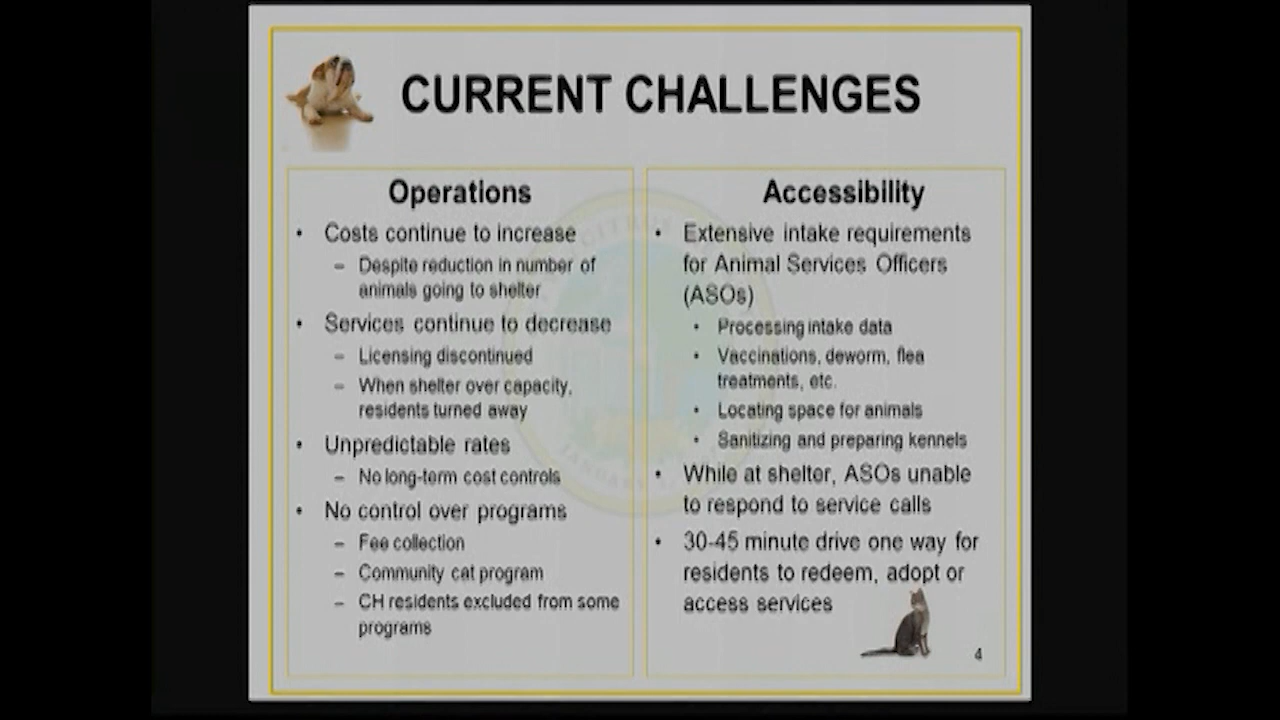 CURRENT CHALLENGES
Operations
• Costs continue to increase
– Despite reduction in number of
animals going to shelter
• Services continue to decrease
– Licensing discontinued
– When shelter over capacity,
residents turned away
• Unpredictable rates
– No long-term cost controls
• No control over programs
– Fee collection
– Community cat program
– CH residents excluded from some
programs
Accessibility
• Extensive intake requirements
for Animal Services Officers
(ASOs)
• Processing intake data
• Vaccinations, deworm, flea
treatments, etc.
• Locating space for animals
• Sanitizing and preparing kennels
• While at shelter, ASOs unable
to respond to service calls
• 30-45 minute drive one way for
residents to redeem, adopt or
access services
4